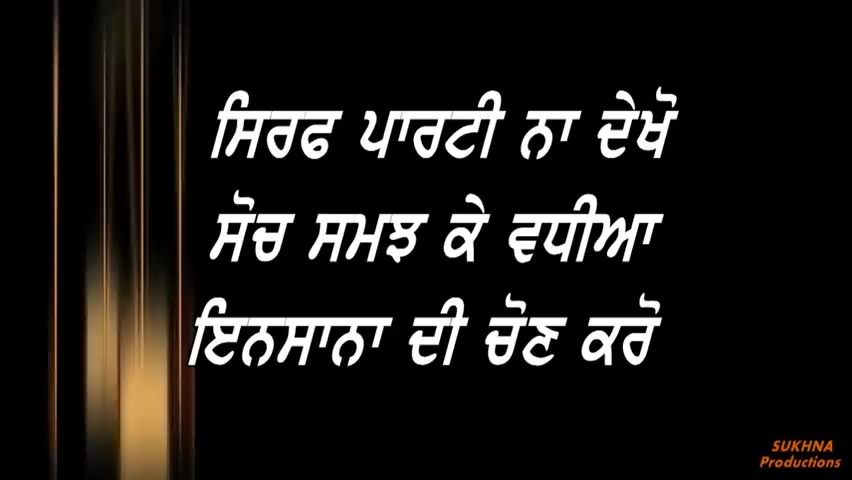 ਸਿਰਫ ਪਾਰਟੀ ਨਾ ਦੇਖੋ
ਸੋਚ ਸਮਝ ਕੇ ਵਧੀਆ
ਇਨਸਾਨਾ ਦੀ ਚੋਣ ਕਰੋ
SUKHNA
Productions